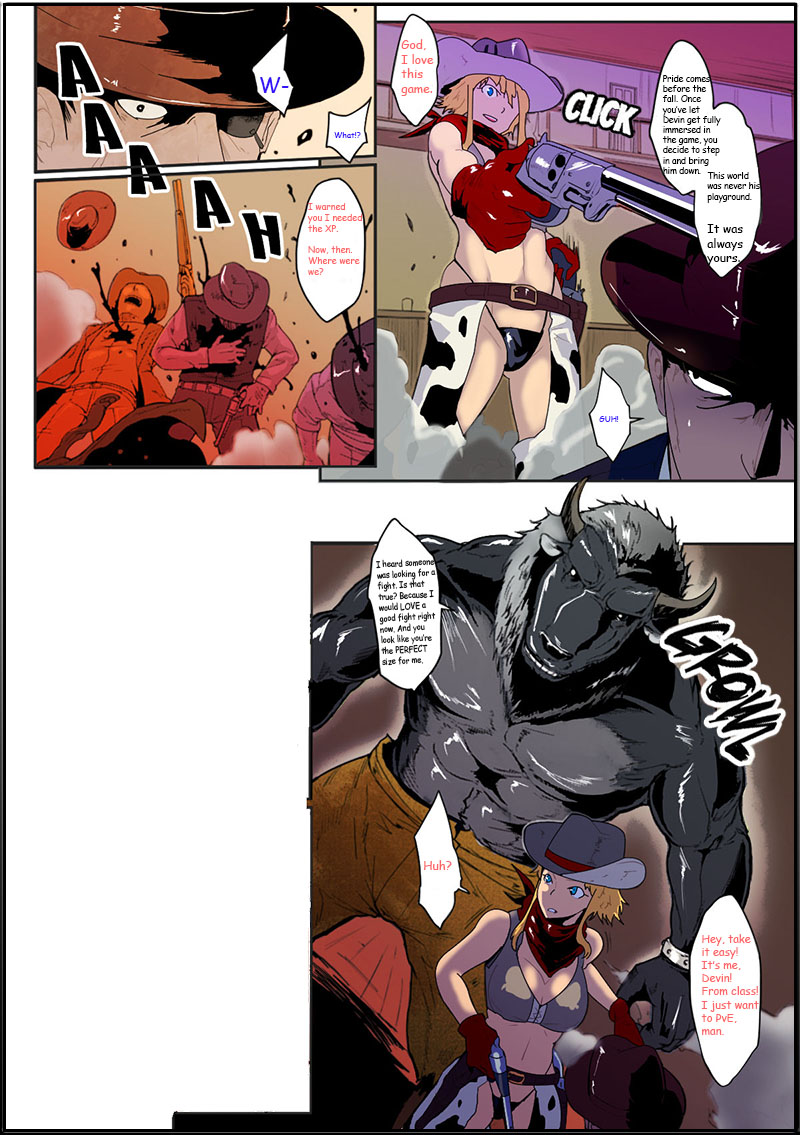 God,
I love
this
game.
CLICK
Pride comes
before the
fall. Once
you've let
Devin get fully
immersed in
the game, you
decide to step
in and bring
him down.
This world
was never his
playground.
It was
always
yours.
GUH!
W-
What!?
AAAAAH
I warned
you I needed
the XP.
Now, then.
Where were
we?
I heard someone
was looking for a
fight. Is that
true? Because I
would LOVE a
good fight right
now. And you
look like you're
the PERFECT
size for me.
GROWL
Huh?
Hey, take
it easy!
It's me,
Devin!
From class!
I just want
to PvE,
man.